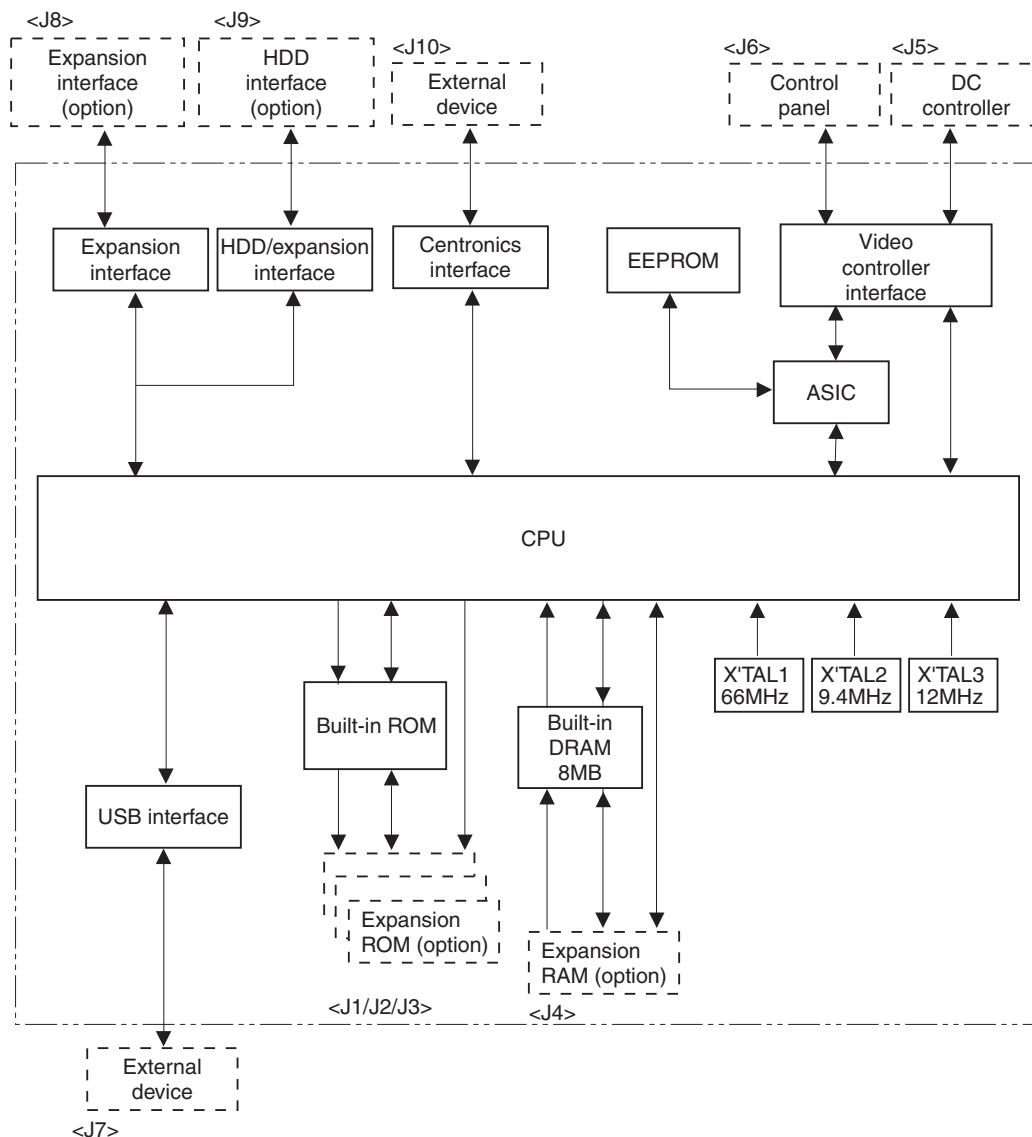 <J8>
<J9>
<J10>
<J6>
<J5>
Expansion
interface
(option)
HDD
interface
(option)
External
device
Control
panel
DC
controller
Expansion
interface
HDD/expansion
interface
Centronics
interface
EEPROM
Video
controller
interface
ASIC
CPU
X'TAL1
66MHz
X'TAL2
9.4MHz
X'TAL3
12MHz
Built-in ROM
Built-in
DRAM
8MB
USB interface
Expansion
ROM (option)
Expansion
RAM (option)
<J1/J2/J3>
<J4>
External
device
<J7>